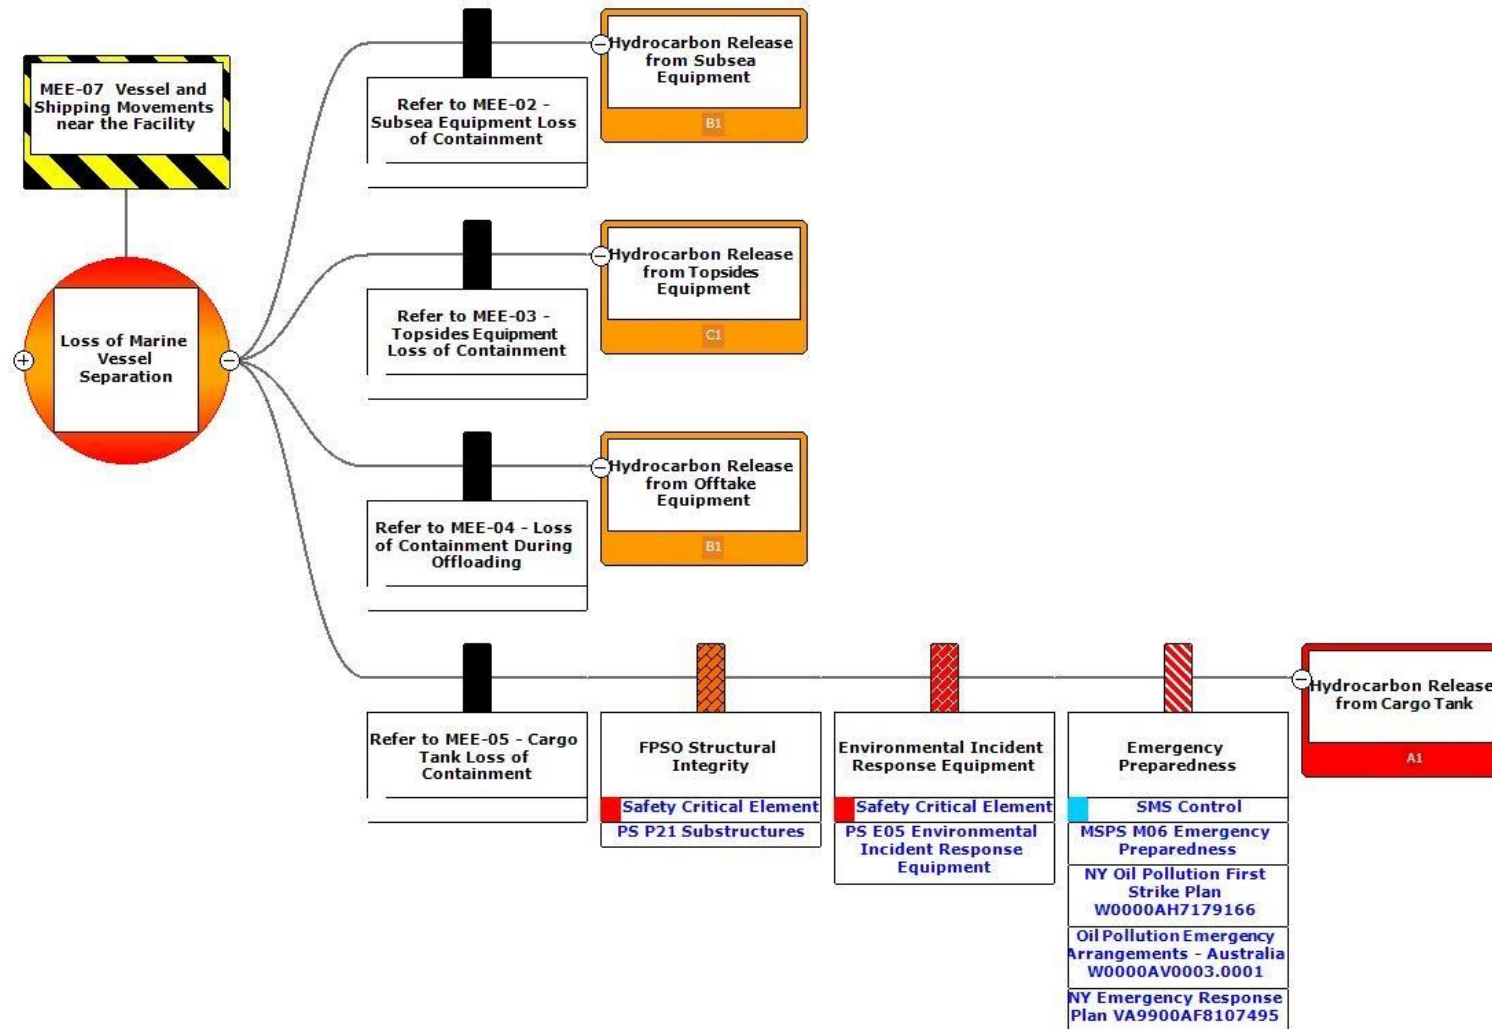 MEE-07 Vessel and
Shipping Movements
near the Facility
Loss of Marine
Vessel
Separation
Refer to MEE-02 -
Subsea Equipment Loss
of Containment
Hydrocarbon Release
from Subsea
Equipment
B1
Refer to MEE-03 -
Topsides Equipment
Loss of Containment
Hydrocarbon Release
from Topsides
Equipment
C1
Refer to MEE-04 - Loss
of Containment During
Offloading
Hydrocarbon Release
from Offtake
Equipment
B1
Refer to MEE-05 - Cargo
Tank Loss of
Containment
FPSO Structural
Integrity
Safety Critical Element
PS P21 Substructures
Environmental Incident
Response Equipment
Safety Critical Element
PS E05 Environmental
Incident Response
Equipment
Emergency
Preparedness
SMS Control
MSPS M06 Emergency
Preparedness
NY Oil Pollution First
Strike Plan
W0000AH7179166
Oil Pollution Emergency
Arrangements - Australia
W0000AV0003.0001
NY Emergency Response
Plan VA9900AF8107495
Hydrocarbon Release
from Cargo Tank
A1